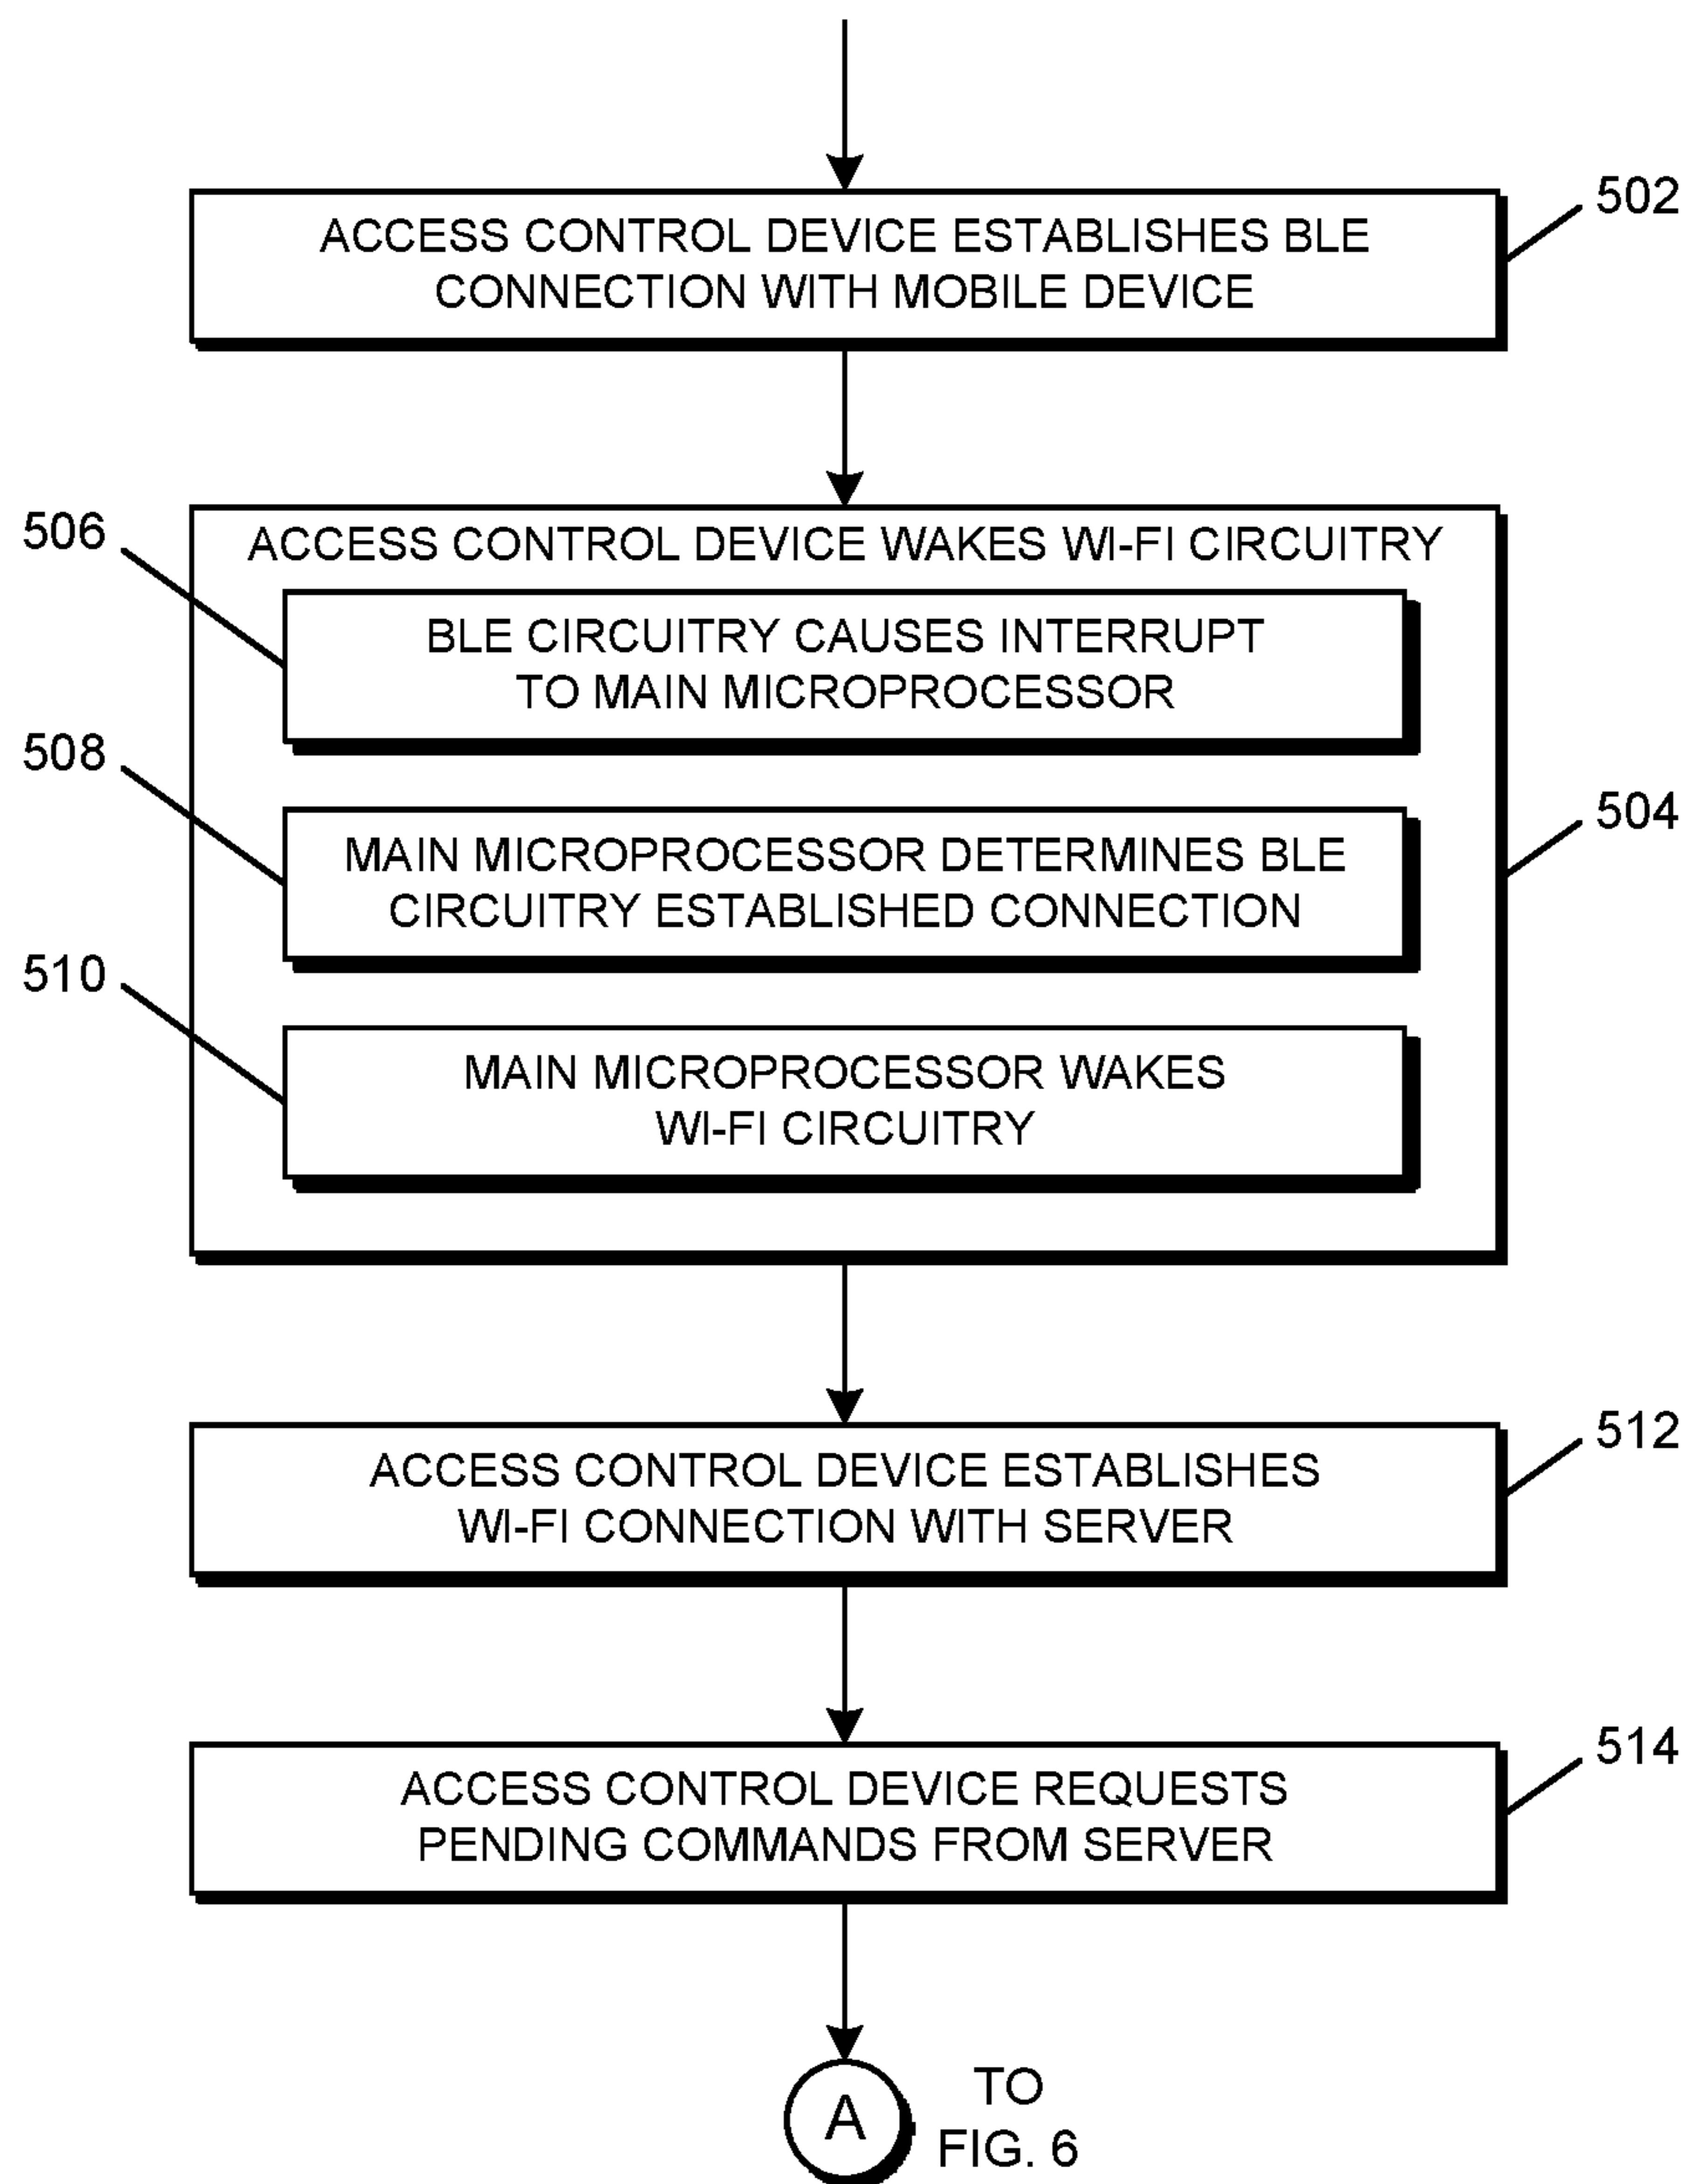 502
ACCESS CONTROL DEVICE ESTABLISHES BLE
CONNECTION WITH MOBILE DEVICE
506
ACCESS CONTROL DEVICE WAKES WI-FI CIRCUITRY
BLE CIRCUITRY CAUSES INTERRUPT
TO MAIN MICROPROCESSOR
508
504
MAIN MICROPROCESSOR DETERMINES BLE
CIRCUITRY ESTABLISHED CONNECTION
510
MAIN MICROPROCESSOR WAKES
WI-FI CIRCUITRY
512
ACCESS CONTROL DEVICE ESTABLISHES
WI-FI CONNECTION WITH SERVER
514
ACCESS CONTROL DEVICE REQUESTS
PENDING COMMANDS FROM SERVER
A
TO
FIG. 6